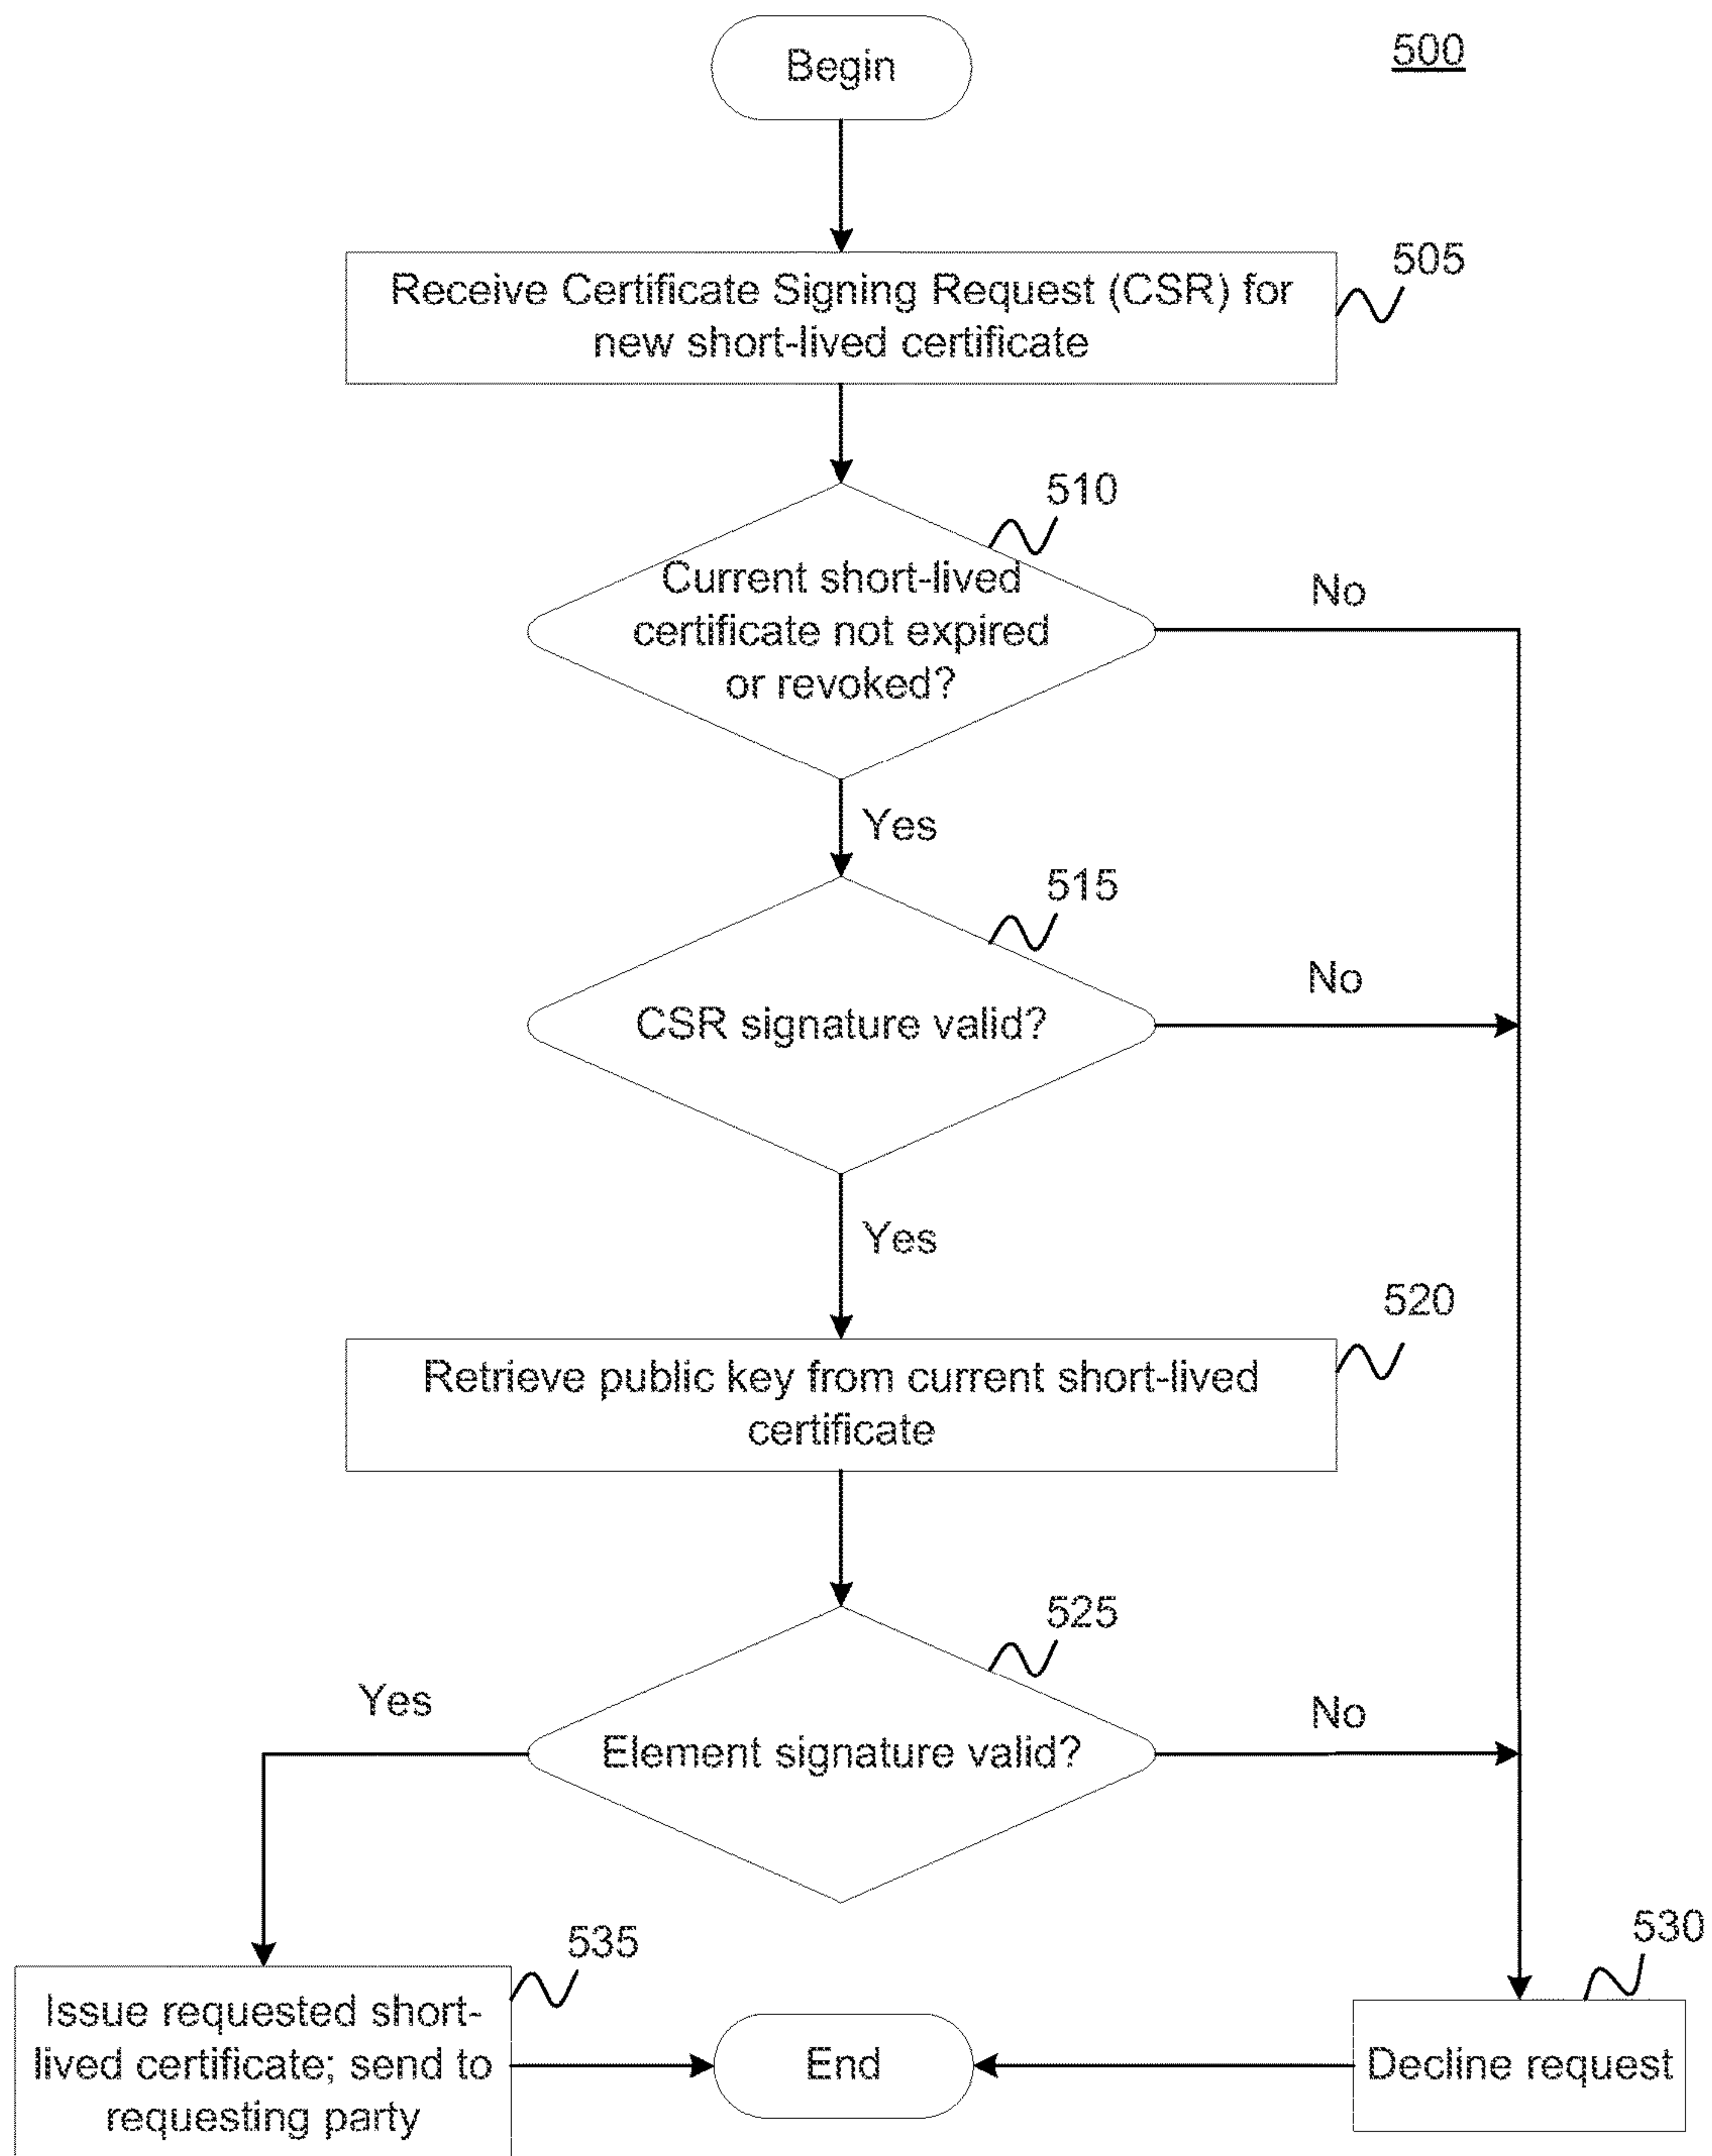 Begin
500
505
Receive Certificate Signing Request (CSR) for
new short-lived certificate
510
Current short-lived
certificate not expired
or revoked?
No
Yes
515
CSR signature valid?
No
Yes
520
Retrieve public key from current short-lived
certificate
525
Element signature valid?
Yes
No
535
Issue requested short-
lived certificate; send to
requesting party
End
530
Decline request